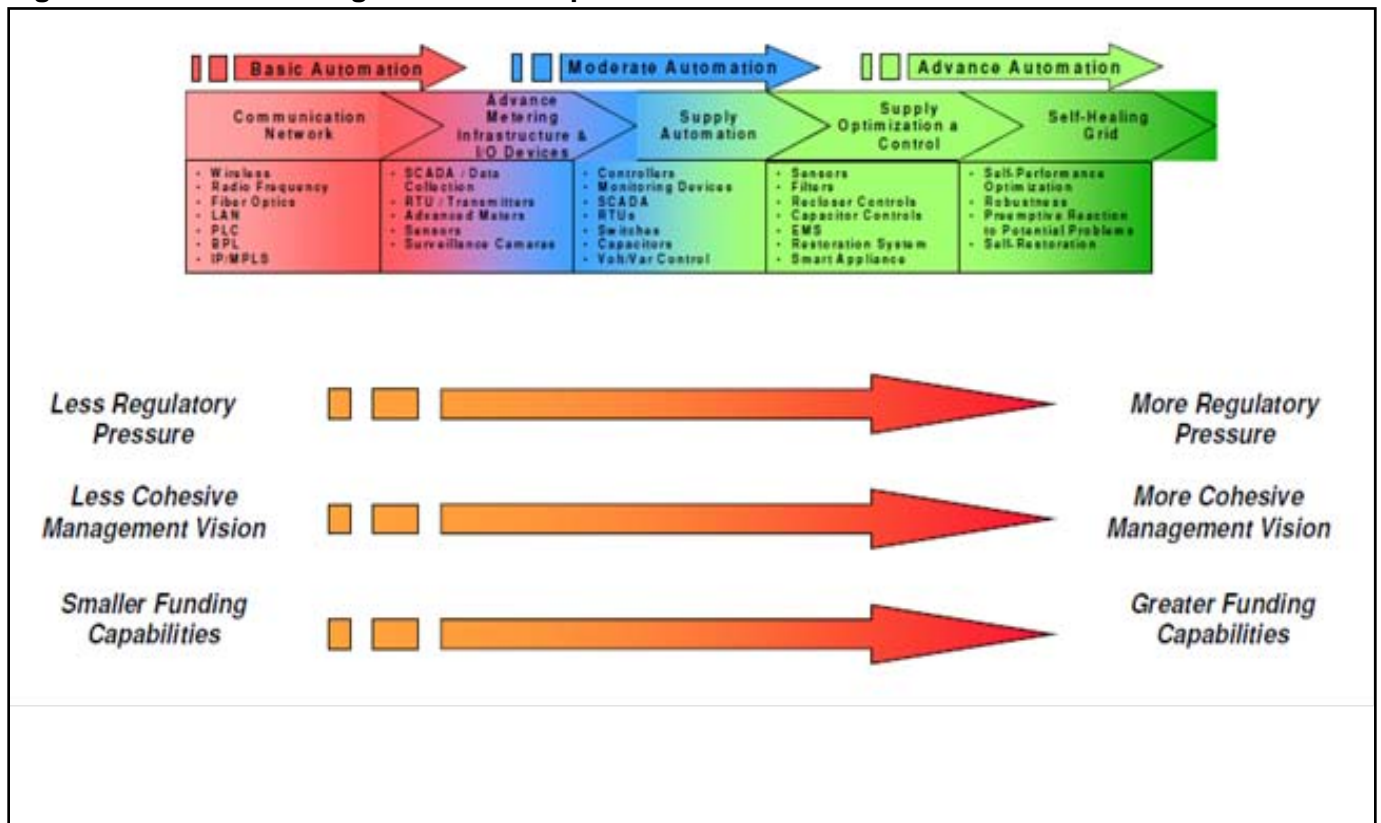 Basic Automation
Moderate Automation
Advance Automation
Communication
Network
Advance
Metering
Infrastructure &
I/O Devices
Supply
Automation
Supply
Optimization a
Control
Self-Healing
Grid
• Wireless
• Radio Frequency
• Fiber Optics
• LAN
• PLC
• BPL
• IP/MPLS
• SCADA / Data
Collection
• RTU / Transmitters
• Advanced Maters
• Sensors
• Surveillance Camaras
• Controllers
• Monitoring Devices
• SCADA
• RTUs
• Switches
• Capacitors
• Volt/Var Control
• Sensors
• Filters
• Recloser Controls
• Capacitor Controls
• EMS
• Restoration System
• Smart Appliance
• Self-Performance
Optimization
• Robustness
• Preemptive Reaction
to Potential Problems
• Self-Restoration
Less Regulatory
Pressure
More Regulatory
Pressure
Less Cohesive
Management Vision
More Cohesive
Management Vision
Smaller Funding
Capabilities
Greater Funding
Capabilities